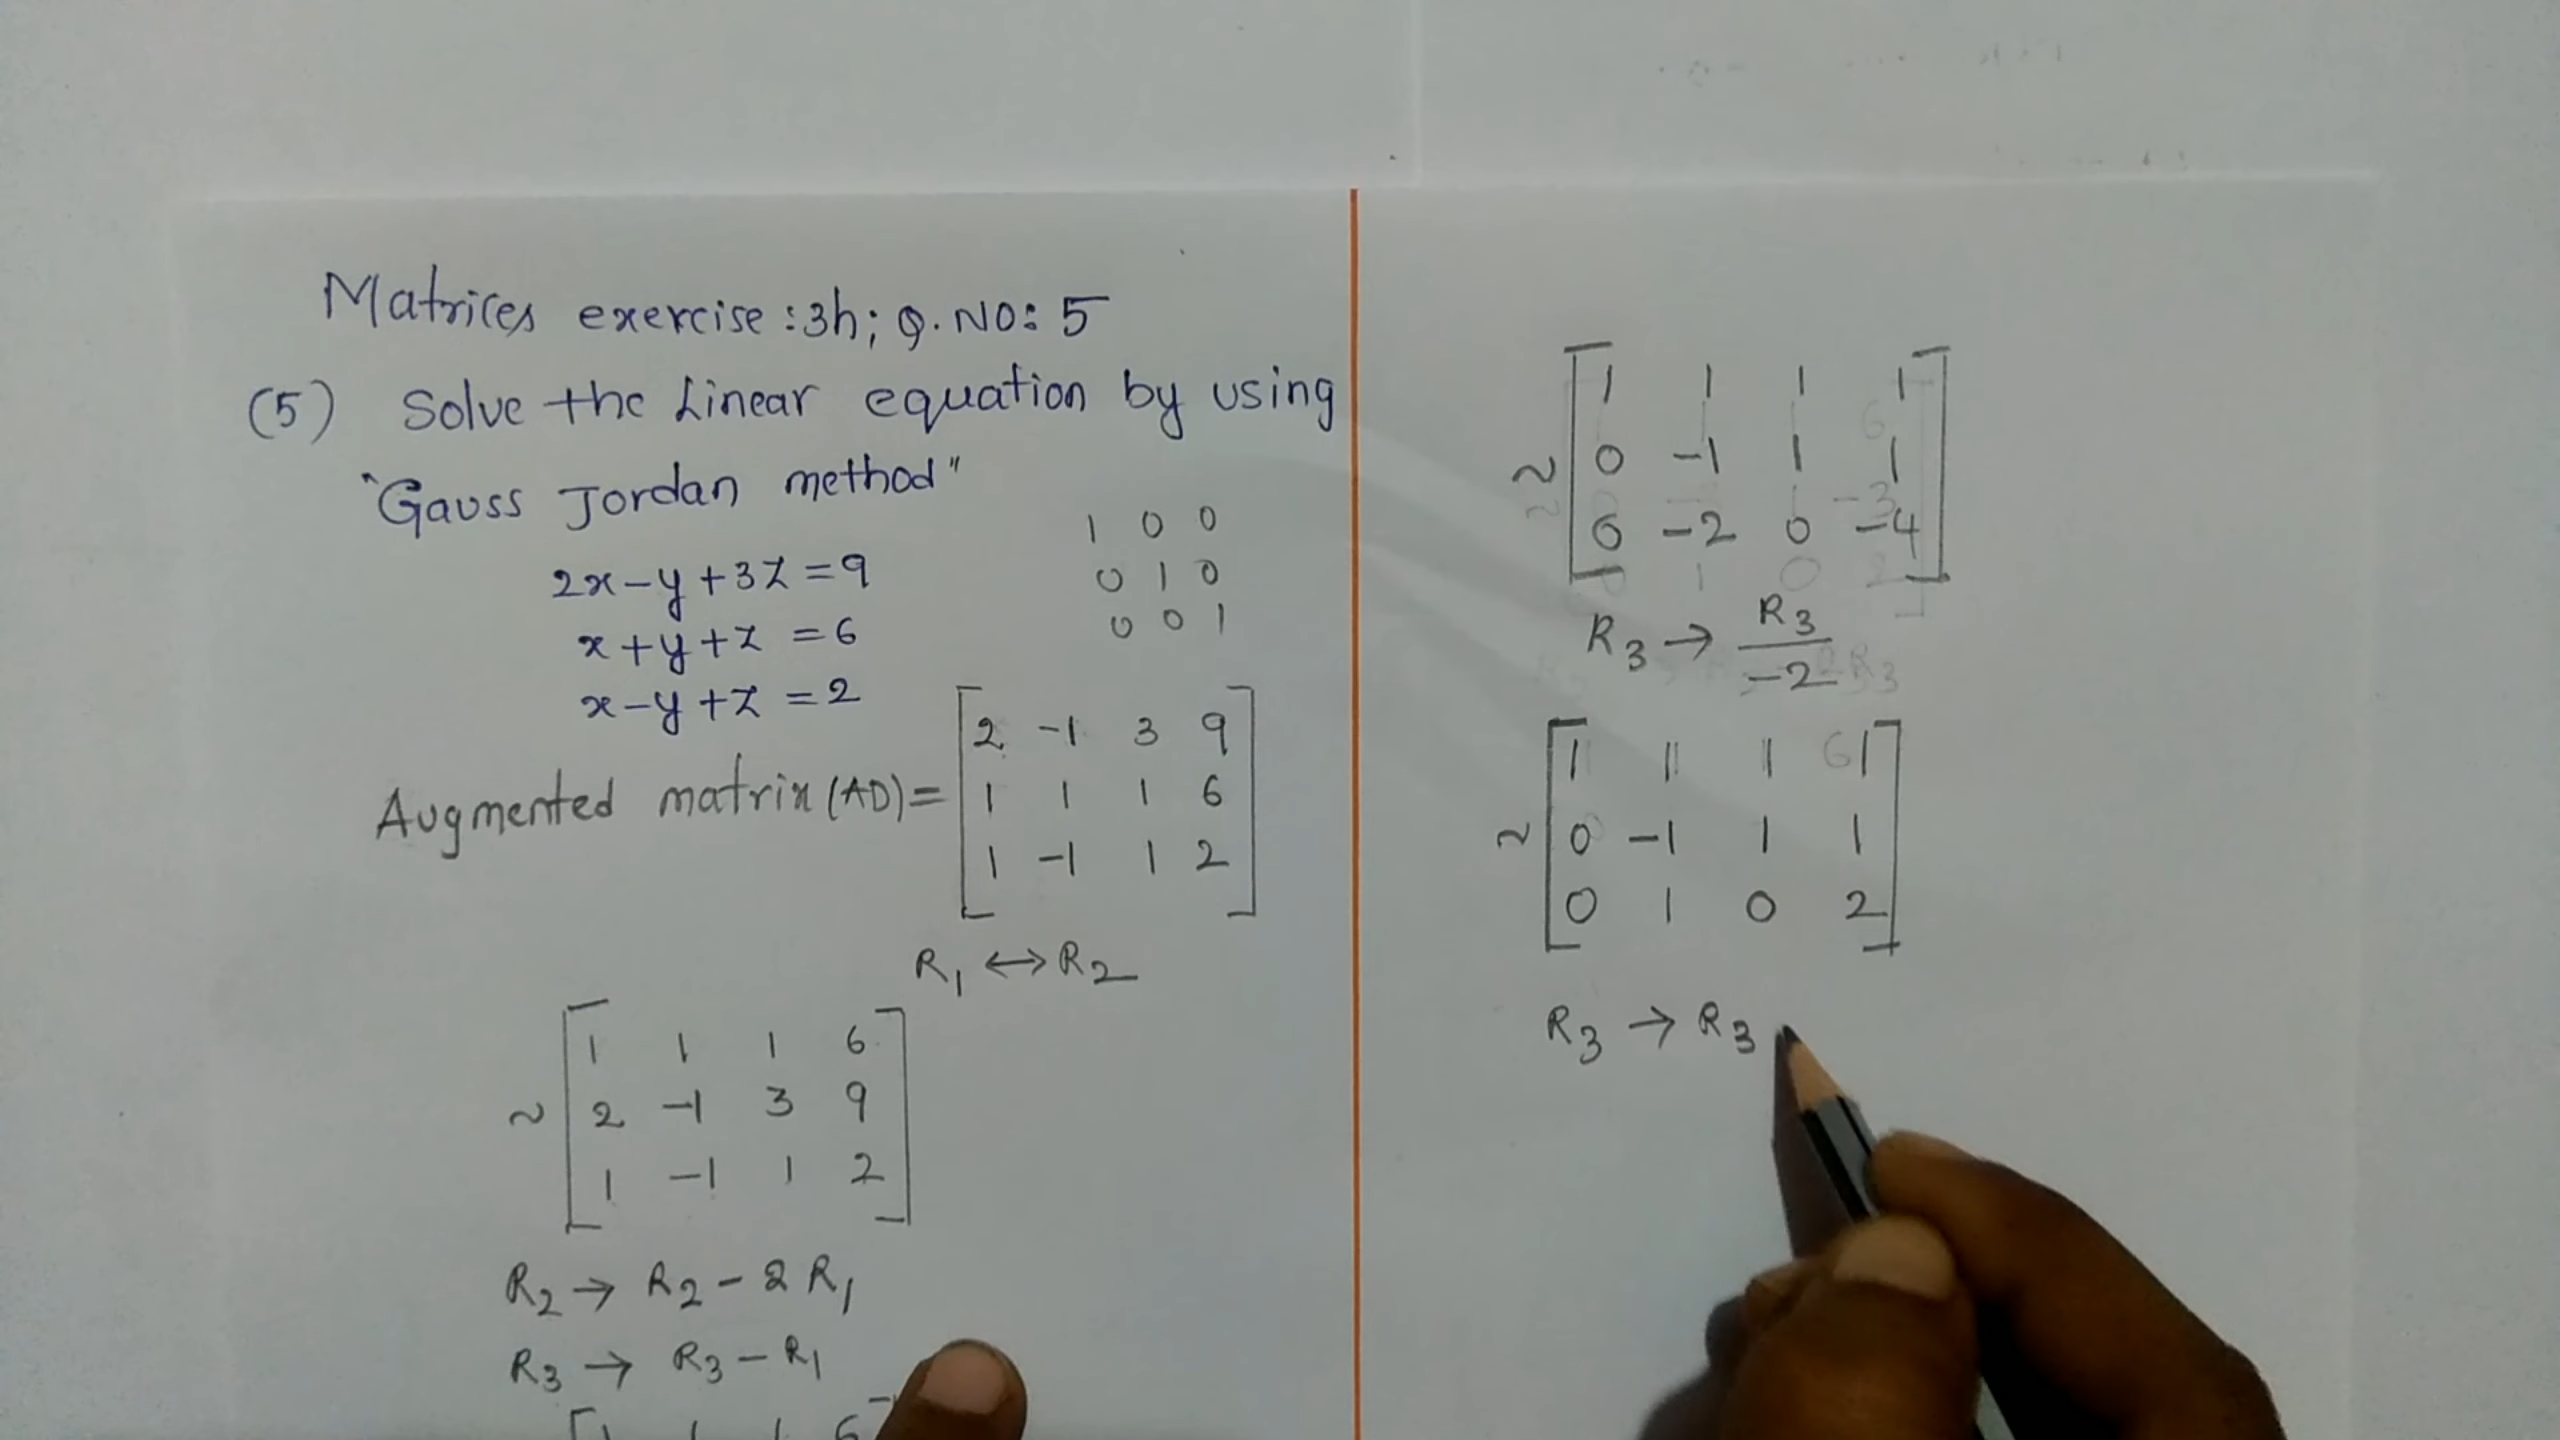 Matrices exercise:3h; Q.NO: 5
(5) Solve the Linear equation by using
"Gauss Jordan method"
2x-y+3z=9
x+y+z=6
x-y+z=2
1 0 0
0 1 0
0 0 1
Augmented matrix (AD)=
2 -1 3 9
1 1 1 6
1 -1 1 2
R1 ↔ R2
~
1 1 1 6
2 -1 3 9
1 -1 1 2
R2 → R2 - 2R1
R3 → R3 - R1
1 1 1 6
~
1 1 1 1
0 -1 1 1
0 -2 0 -4
R3 → R3/-2
~
1 1 1 1
0 -1 1 1
0 1 0 2
R3 → R3